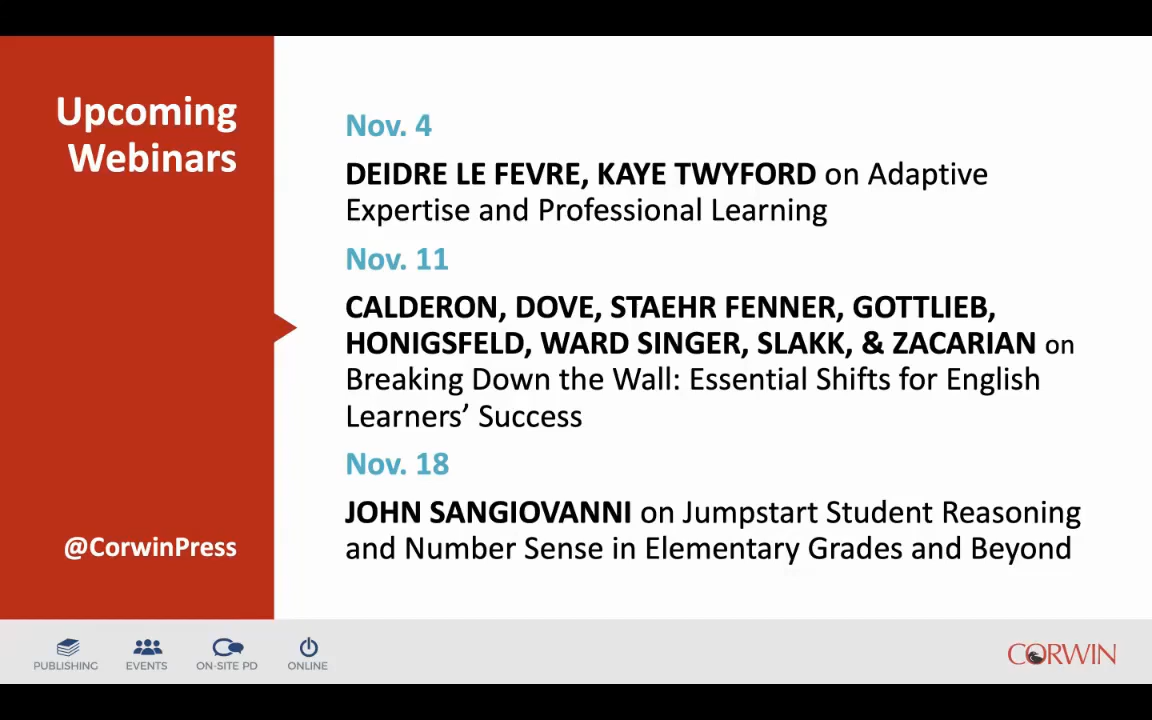 Upcoming
Webinars
Nov. 4
DEIDRE LE FEVRE, KAYE TWYFORD on Adaptive
Expertise and Professional Learning
Nov. 11
CALDERON, DOVE, STAEHR FENNER, GOTTLIEB,
HONIGSFELD, WARD SINGER, SLAKK, & ZACARIAN on
Breaking Down the Wall: Essential Shifts for English
Learners’ Success
Nov. 18
JOHN SANGIOVANNI on Jumpstart Student Reasoning
and Number Sense in Elementary Grades and Beyond
@CorwinPress
PUBLISHING EVENTS ON-SITE PD ONLINE
CORWIN